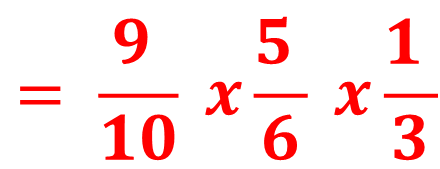 = 9/10 x 5/6 x 1/3